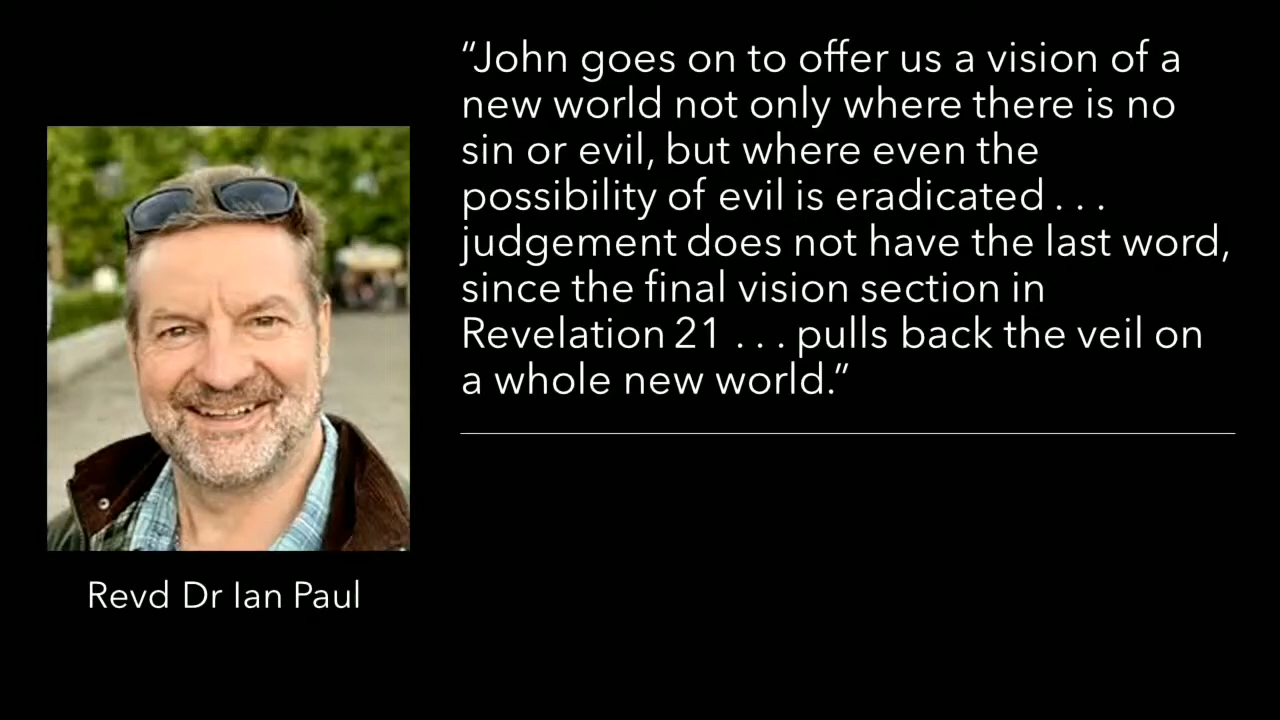 “John goes on to offer us a vision of a
new world not only where there is no
sin or evil, but where even the
possibility of evil is eradicated . . .
judgement does not have the last word,
since the final vision section in
Revelation 21 . . . pulls back the veil on
a whole new world.”
Revd Dr Ian Paul